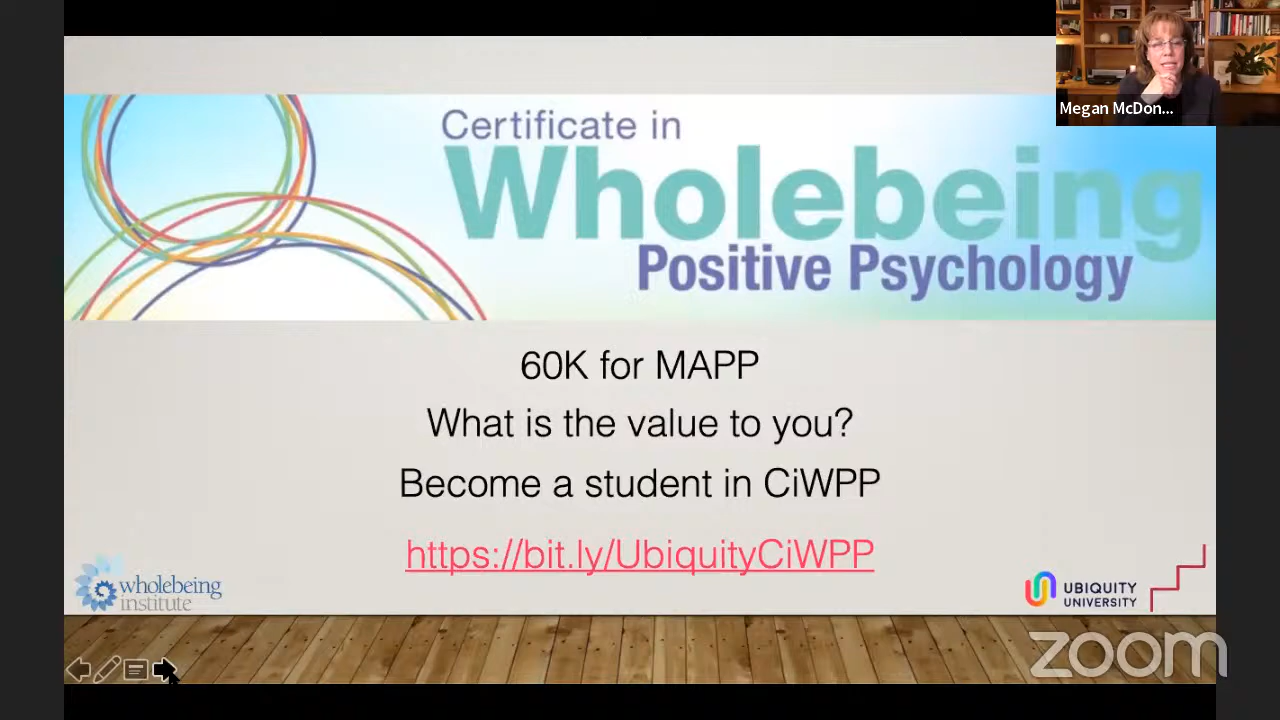 Megan McDon...
Certificate in
Wholebeing
Positive Psychology
60K for MAPP
What is the value to you?
Become a student in CiWPP
https://bit.ly/UbiquityCiWPP
wholebeing
institute
UBIQUITY
UNIVERSITY
zoom